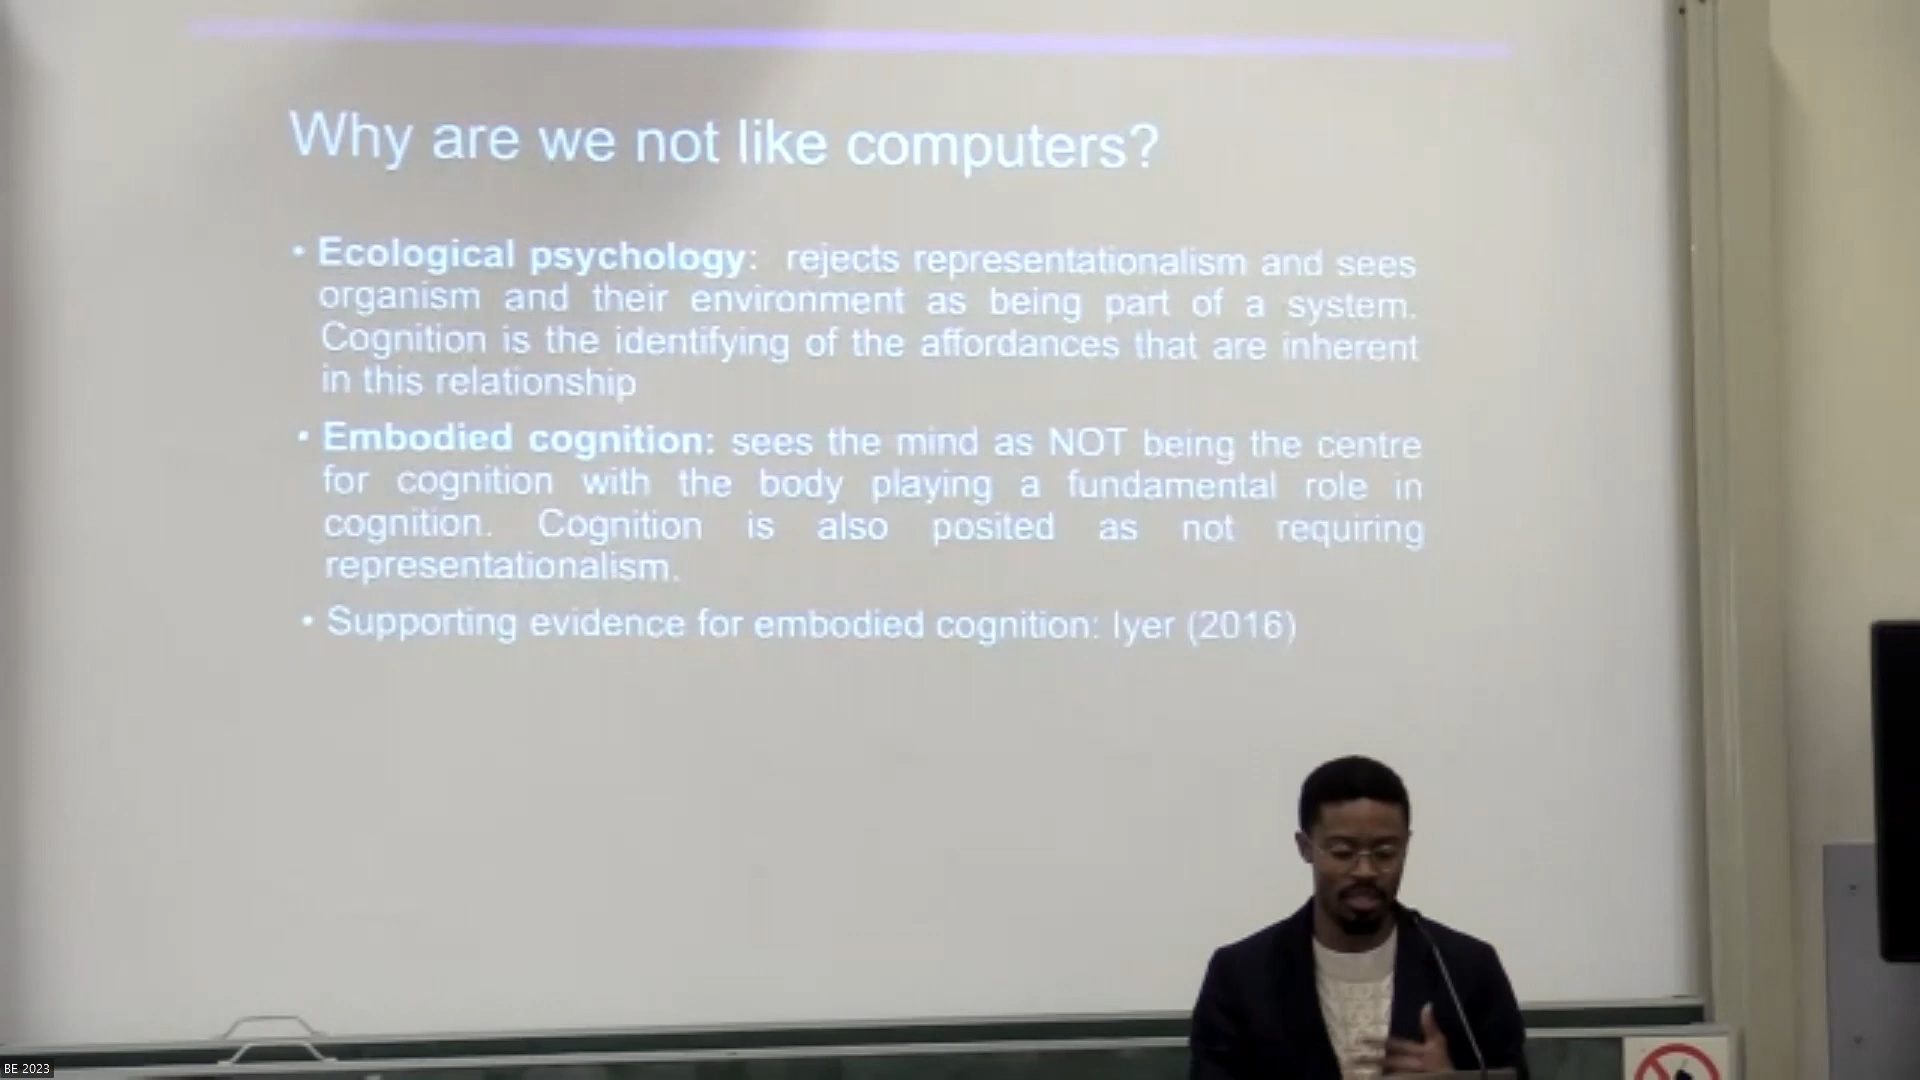 Why are we not like computers?
• Ecological psychology: rejects representationalism and sees
organism and their environment as being part of a system.
Cognition is the identifying of the affordances that are inherent
in this relationship
• Embodied cognition: sees the mind as NOT being the centre
for cognition with the body playing a fundamental role in
cognition. Cognition is also posited as not requiring
representationalism.
• Supporting evidence for embodied cognition: Iyer (2016)
BE 2023